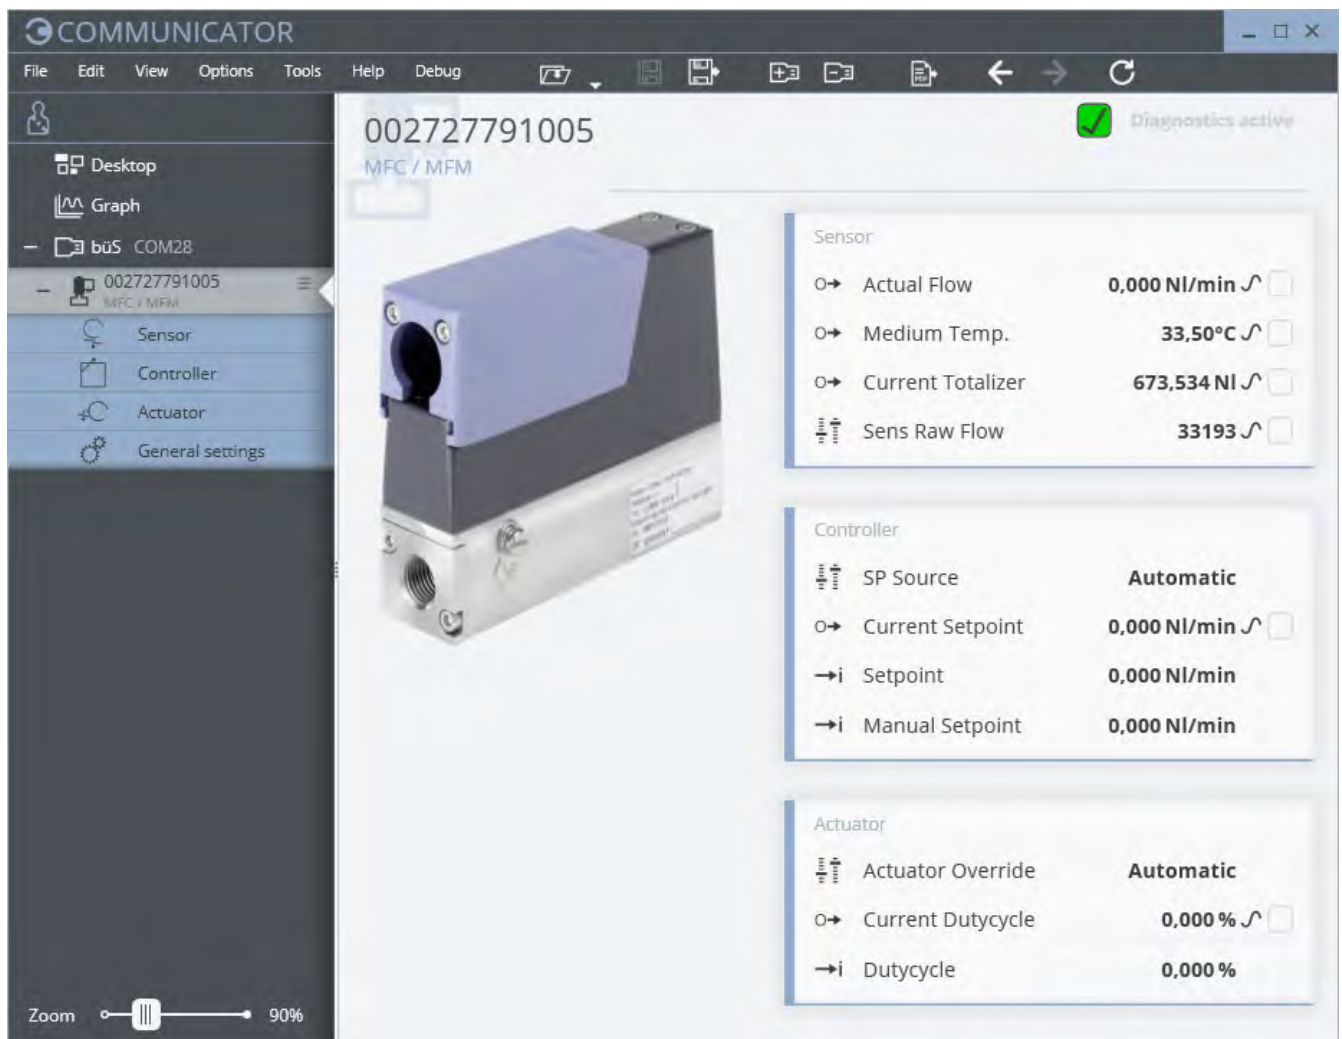 COMMUNICATOR
File Edit View Options Tools Help Debug
Desktop
Graph
büS COM28
002727791005
MFC / MFM
Sensor
Controller
Actuator
General settings
Zoom 90%
002727791005
MFC / MFM
Diagnostics active
Sensor
Actual Flow 0,000 Nl/min
Medium Temp. 33,50°C
Current Totalizer 673,534 Nl
Sens Raw Flow 33193
Controller
SP Source Automatic
Current Setpoint 0,000 Nl/min
Setpoint 0,000 Nl/min
Manual Setpoint 0,000 Nl/min
Actuator
Actuator Override Automatic
Current Dutycycle 0,000 %
Dutycycle 0,000 %